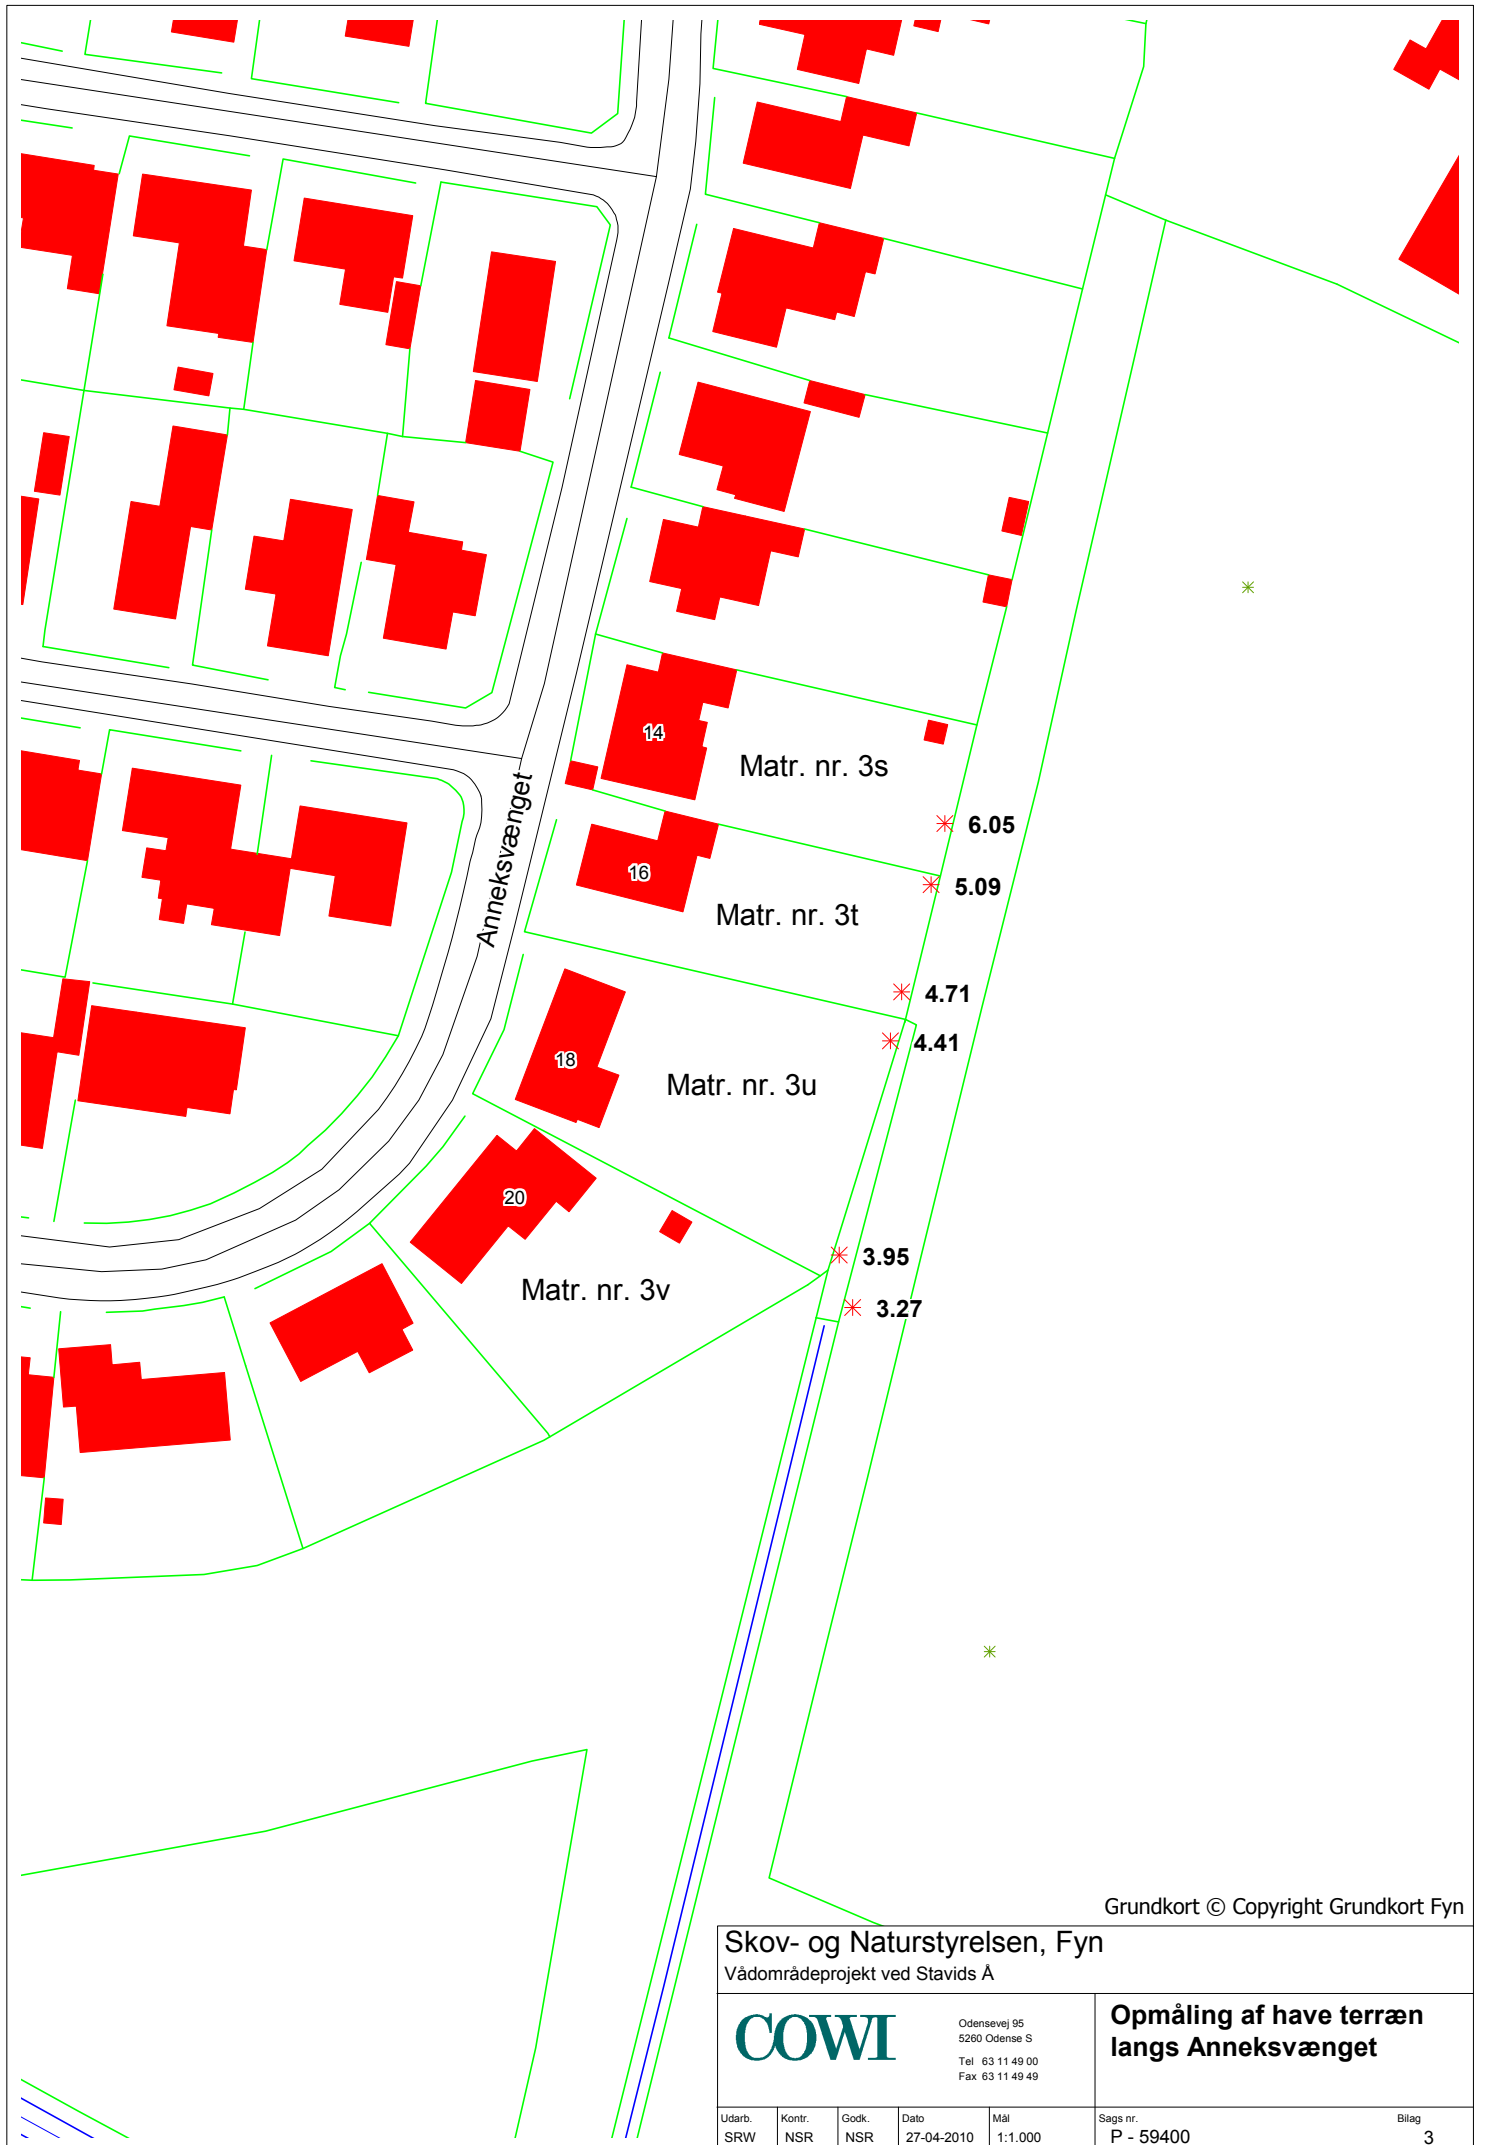 14
Matr. nr. 3s
6.05
Anneksvænget
16
5.09
Matr. nr. 3t
4.71
4.41
18
Matr. nr. 3u
20
3.95
Matr. nr. 3v
3.27
Grundkort © Copyright Grundkort Fyn
Skov- og Naturstyrelsen, Fyn
Vådområdeprojekt ved Stavids Å
COWI
Odensevej 95
5260 Odense S
Tel 63 11 49 00
Fax 63 11 49 49
Opmåling af have terræn
langs Anneksvænget
Udarb. Kontr. Godk. Dato Mål Sags nr. Bilag
SRW NSR NSR 27-04-2010 1:1.000 P - 59400 3